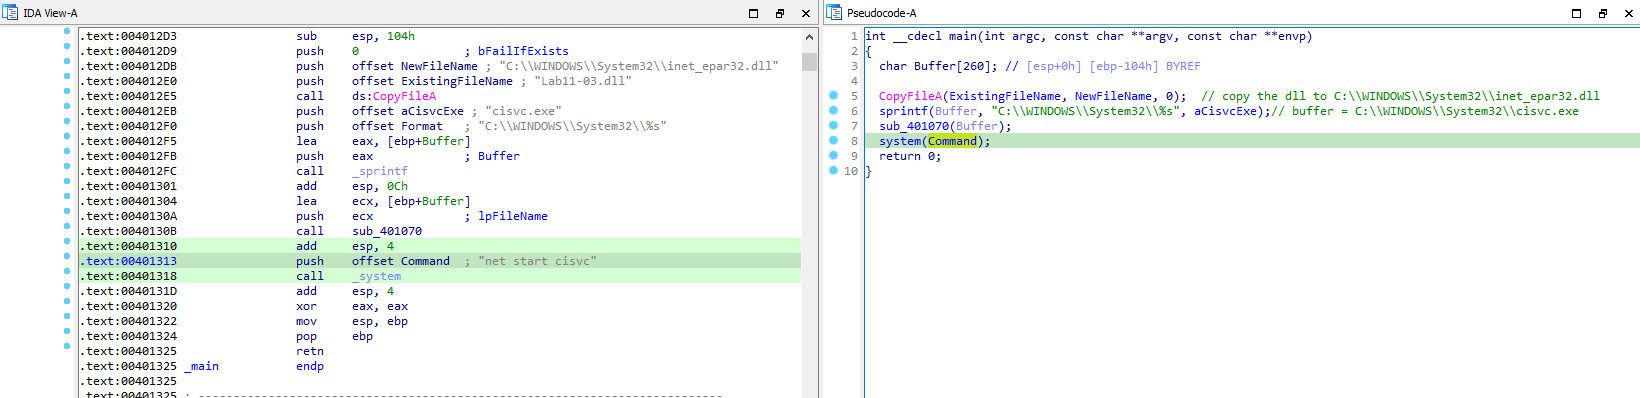 IDA View-A
.text:004012D3 sub esp, 104h
.text:004012D9 push 0 ; bFailIfExists
.text:004012DB push offset NewFileName ; "C:\\WINDOWS\\System32\\inet_epar32.dll"
.text:004012E0 push offset ExistingFileName ; "Lab11-03.dll"
.text:004012E5 call ds:CopyFileA
.text:004012EB push offset aCisvcExe ; "cisvc.exe"
.text:004012F0 push offset Format ; "C:\\WINDOWS\\System32\\%s"
.text:004012F5 lea eax, [ebp+Buffer]
.text:004012FB push eax ; Buffer
.text:004012FC call _sprintf
.text:00401301 add esp, 0Ch
.text:00401304 lea ecx, [ebp+Buffer]
.text:0040130A push ecx ; lpFileName
.text:0040130B call sub_401070
.text:00401310 add esp, 4
.text:00401313 push offset Command ; "net start cisvc"
.text:00401318 call _system
.text:0040131D add esp, 4
.text:00401320 xor eax, eax
.text:00401322 mov esp, ebp
.text:00401324 pop ebp
.text:00401325 retn
.text:00401325 _main endp
.text:00401325
.text:00401325 ; ---------------------------------------------------------------------------
Pseudocode-A
1 int __cdecl main(int argc, const char **argv, const char **envp)
2 {
3 char Buffer[260]; // [esp+0h] [ebp-104h] BYREF
4
5 CopyFileA(ExistingFileName, NewFileName, 0); // copy the dll to C:\\WINDOWS\\System32\\inet_epar32.dll
6 sprintf(Buffer, "C:\\WINDOWS\\System32\\%s", aCisvcExe);// buffer = C:\\WINDOWS\\System32\\cisvc.exe
7 sub_401070(Buffer);
8 system(Command);
9 return 0;
10 }